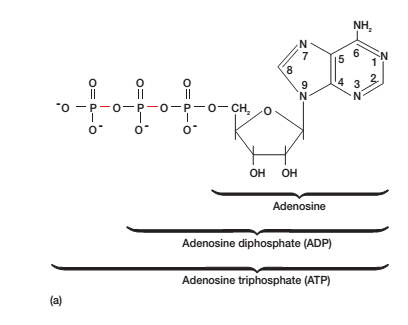 NH2
N
7
5
6
1
N
8
9
4
3
2
N
N
O
O
O
-O—P—O—P—O—P—O—CH2
O
O-
O-
O-
OH
OH
Adenosine
Adenosine diphosphate (ADP)
Adenosine triphosphate (ATP)
(a)